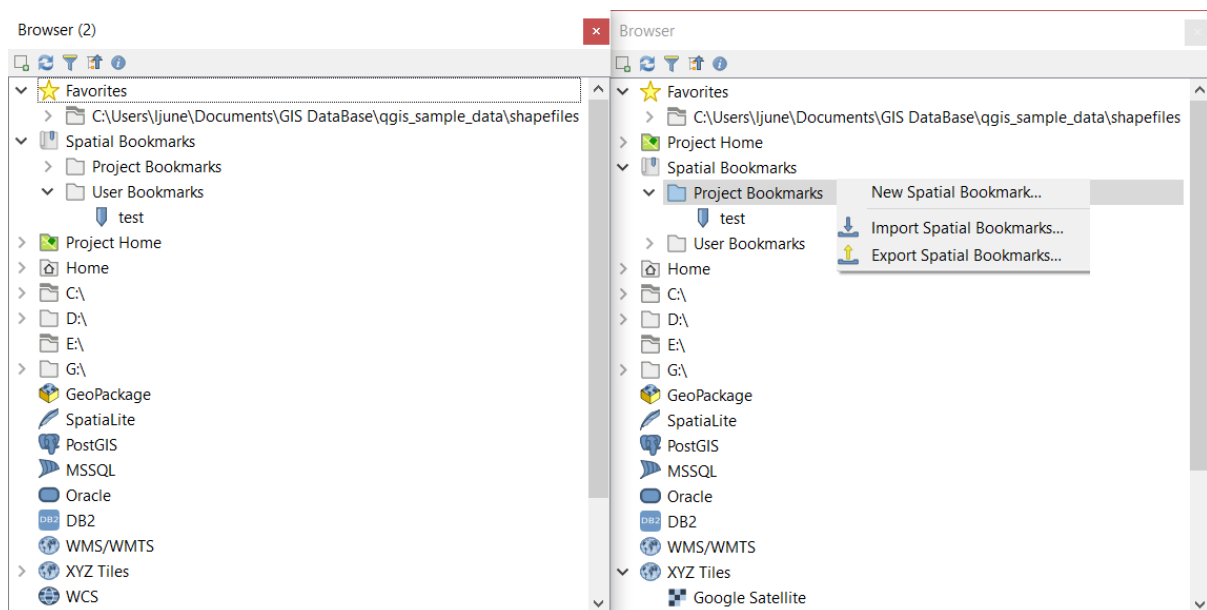 Browser (2)
Favorites
C:\Users\ljune\Documents\GIS DataBase\qgis_sample_data\shapefiles
Spatial Bookmarks
Project Bookmarks
User Bookmarks
test
Project Home
Home
C:\
D:\
E:\
G:\
GeoPackage
SpatiaLite
PostGIS
MSSQL
Oracle
DB2 DB2
WMS/WMTS
XYZ Tiles
WCS
Browser
Favorites
C:\Users\ljune\Documents\GIS DataBase\qgis_sample_data\shapefiles
Project Home
Spatial Bookmarks
Project Bookmarks
test
User Bookmarks
Home
C:\
D:\
E:\
G:\
GeoPackage
SpatiaLite
PostGIS
MSSQL
Oracle
DB2 DB2
WMS/WMTS
XYZ Tiles
Google Satellite
New Spatial Bookmark...
Import Spatial Bookmarks...
Export Spatial Bookmarks...